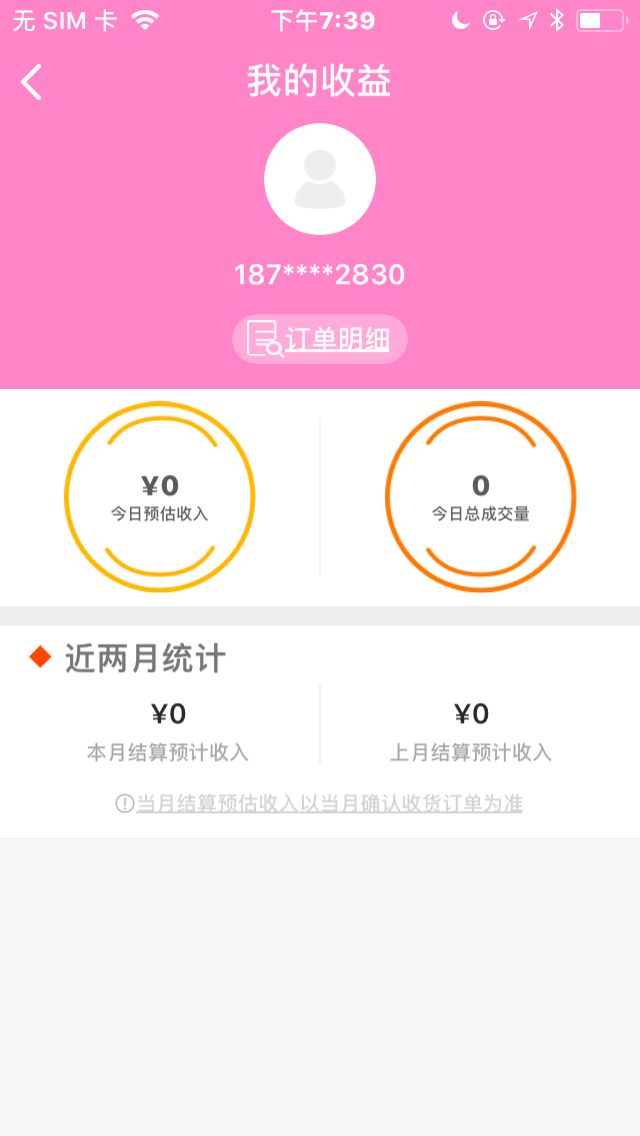 无 SIM 卡 下午7:39
我的收益
187****2830
订单明细
¥0
今日预估收入
0
今日总成交量
近两月统计
¥0
本月结算预计收入
¥0
上月结算预计收入
当月结算预估收入以当月确认收货订单为准